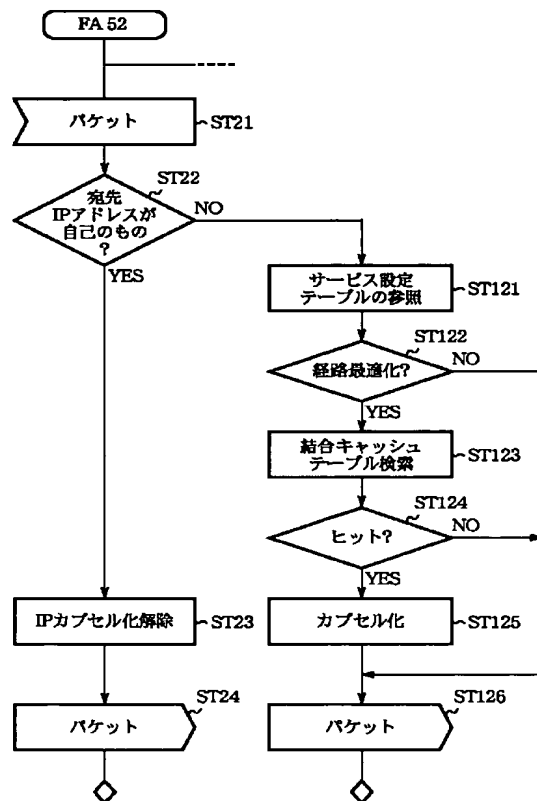 FA 52
パケット
ST21
ST22
宛先
IPアドレスが
自己のもの
?
NO
YES
サービス設定
テーブルの参照
ST121
ST122
経路最適化?
NO
YES
結合キャッシュ
テーブル検索
ST123
ST124
ヒット?
NO
YES
IPカプセル化解除
ST23
カプセル化
ST125
ST24
パケット
ST126
パケット